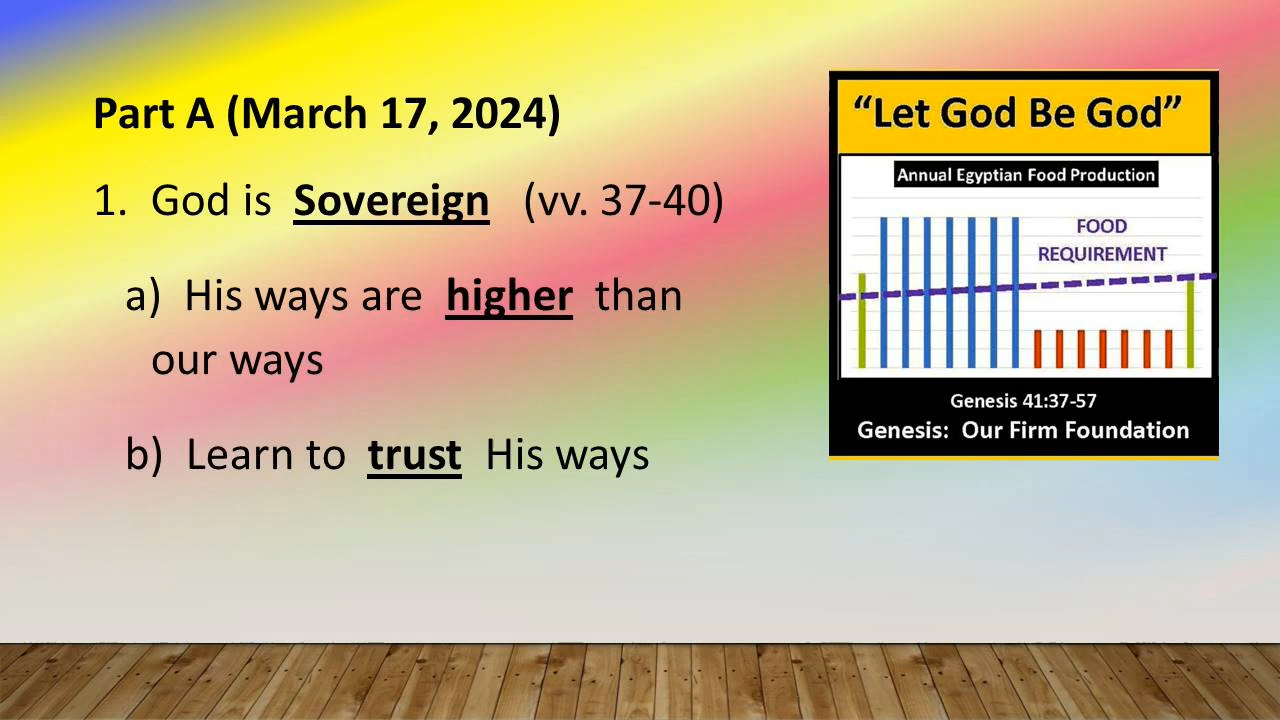 Part A (March 17, 2024)
1. God is Sovereign (vv. 37-40)
a) His ways are higher than
our ways
b) Learn to trust His ways
“Let God Be God”
Annual Egyptian Food Production
FOOD
REQUIREMENT
Genesis 41:37-57
Genesis: Our Firm Foundation